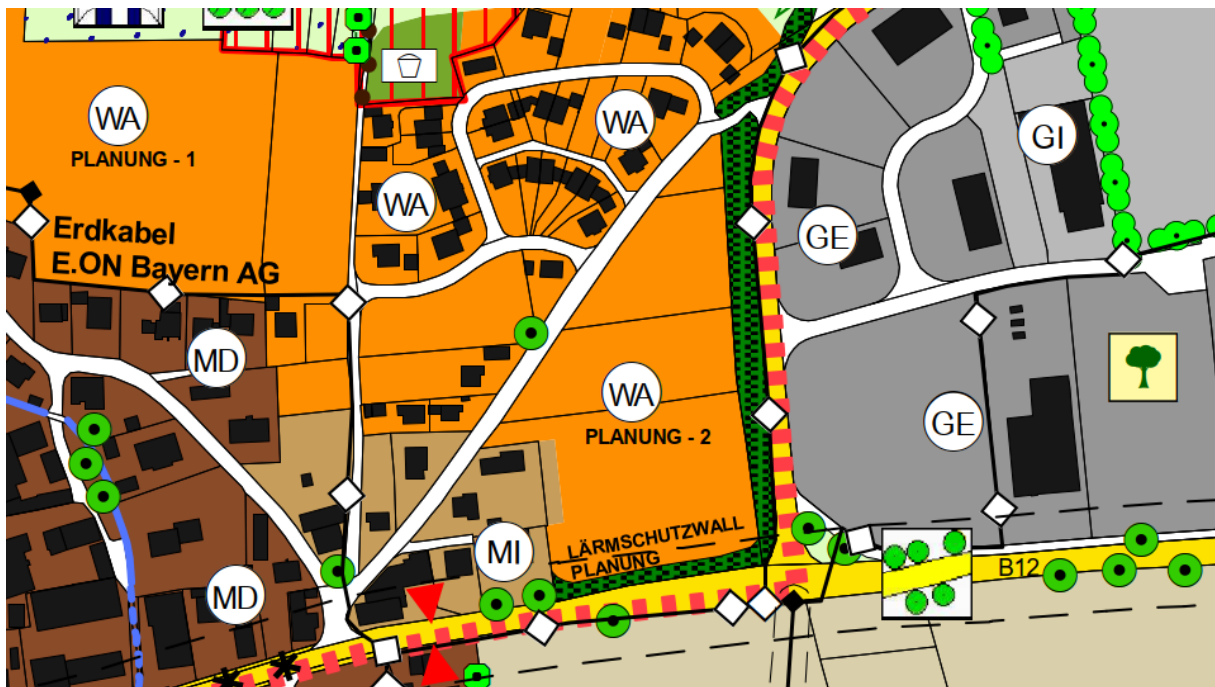 WA
PLANUNG - 1
WA
GI
WA
Erdkabel
E.ON Bayern AG
GE
MD
WA
PLANUNG - 2
GE
MI
LÄRMSCHUTZWALL
PLANUNG
B12
MD